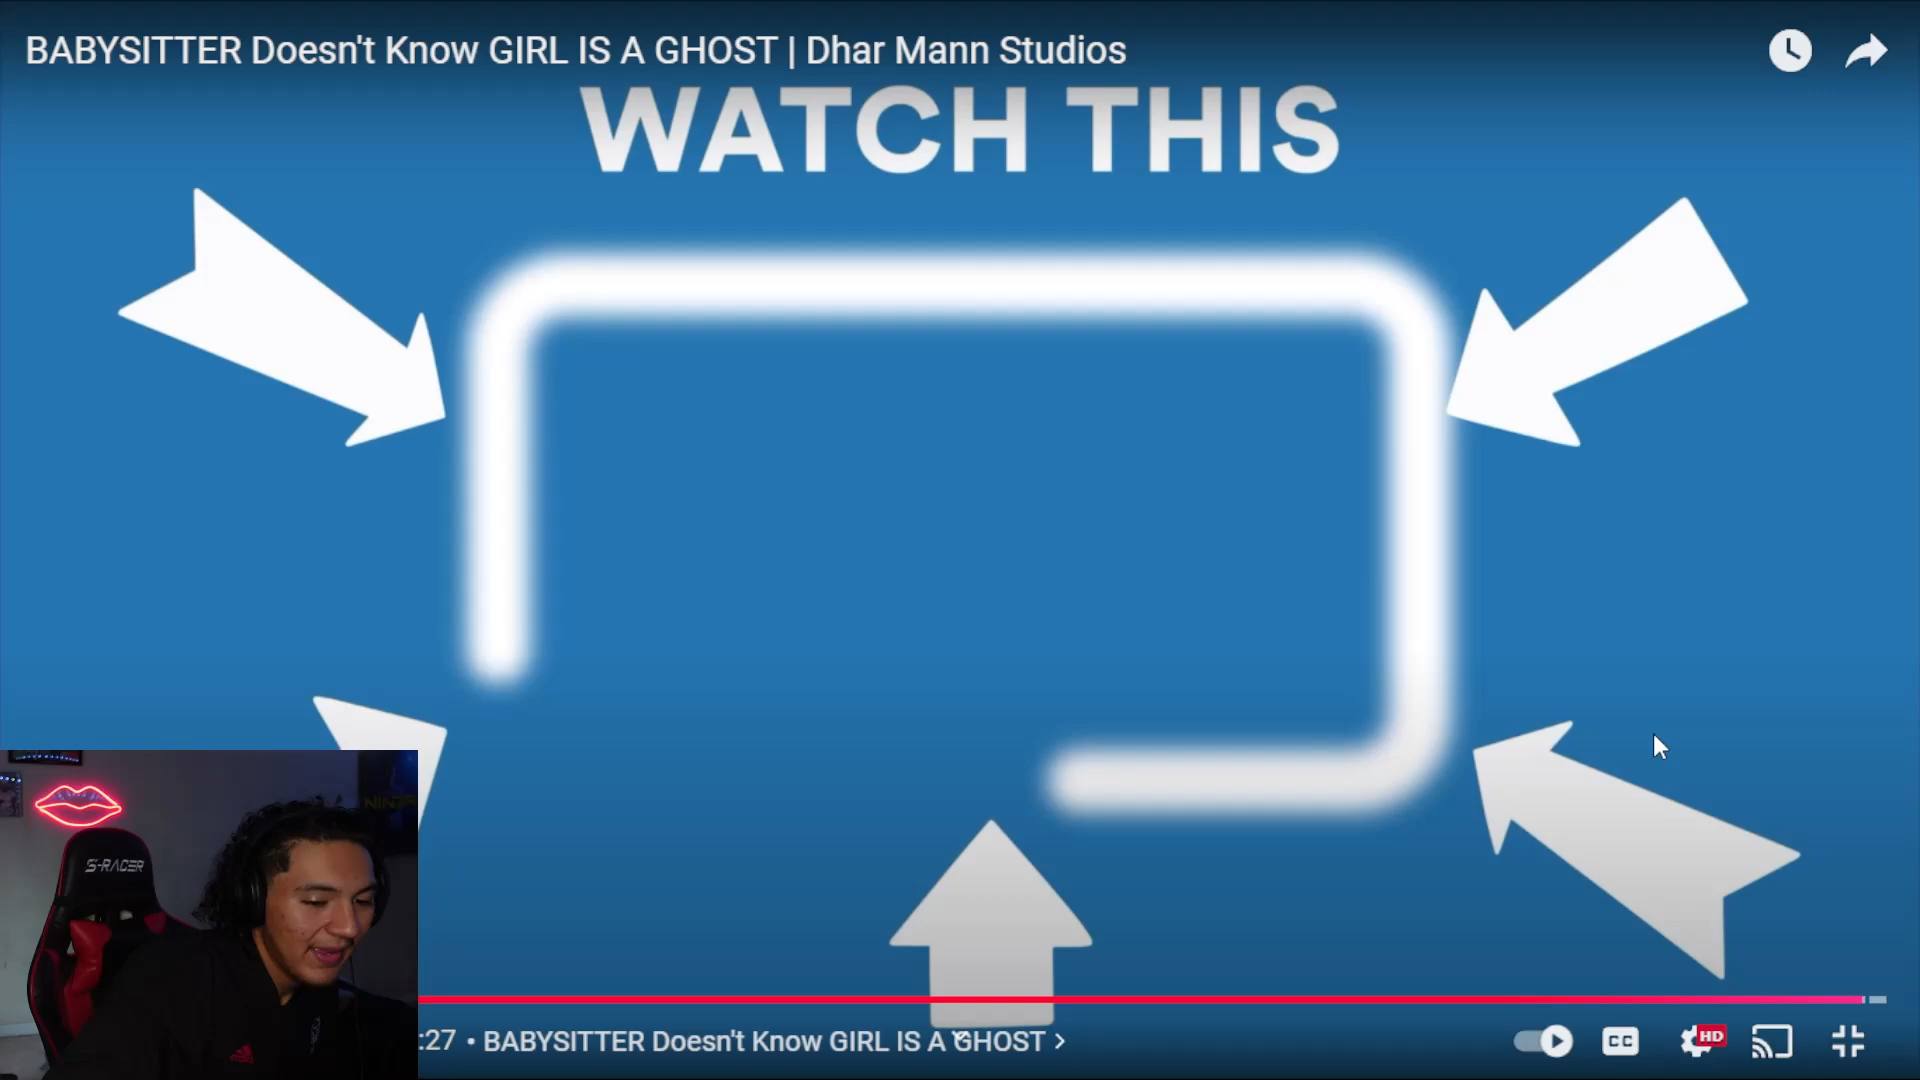 BABYSITTER Doesn't Know GIRL IS A GHOST | Dhar Mann Studios
WATCH THIS
S-RACER
:27 • BABYSITTER Doesn't Know GIRL IS A GHOST >
CC
HD